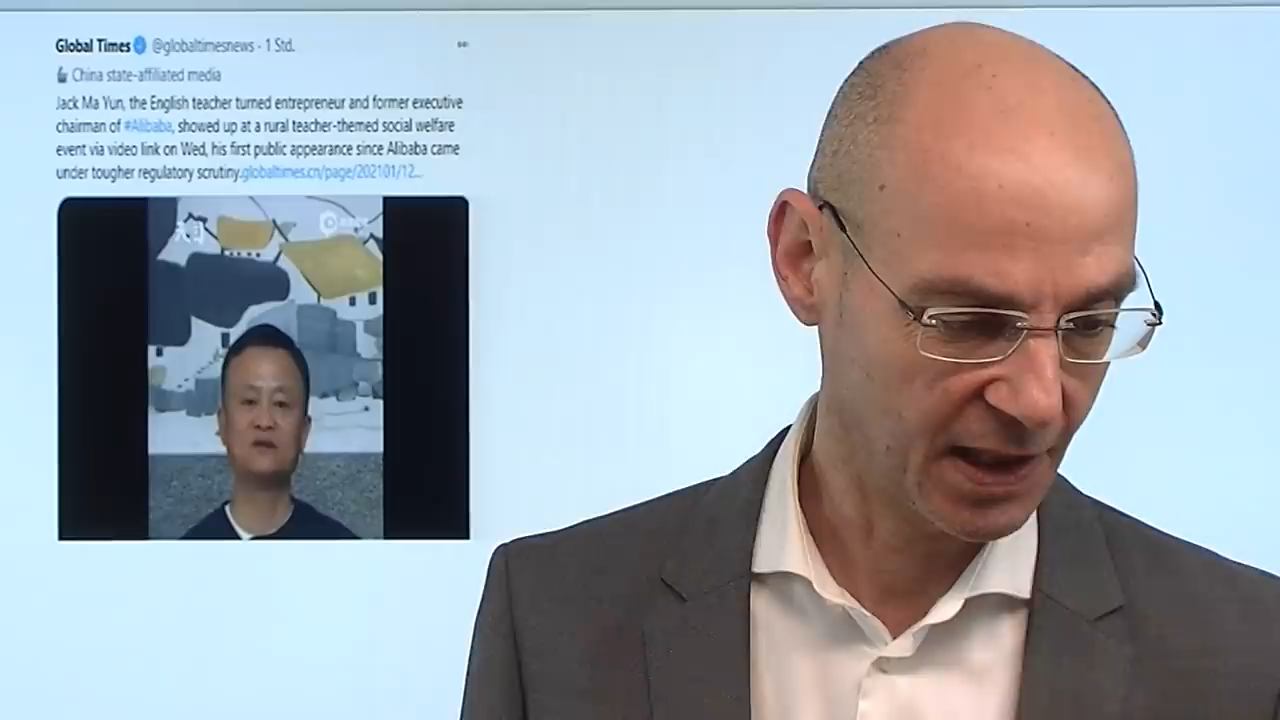 Global Times @globaltimesnews - 1 Std.
China state-affiliated media
Jack Ma Yun, the English teacher turned entrepreneur and former executive
chairman of #Alibaba, showed up at a rural teacher-themed social welfare
event via video link on Wed, his first public appearance since Alibaba came
under tougher regulatory scrutiny.globaltimes.cn/page/202101/12...